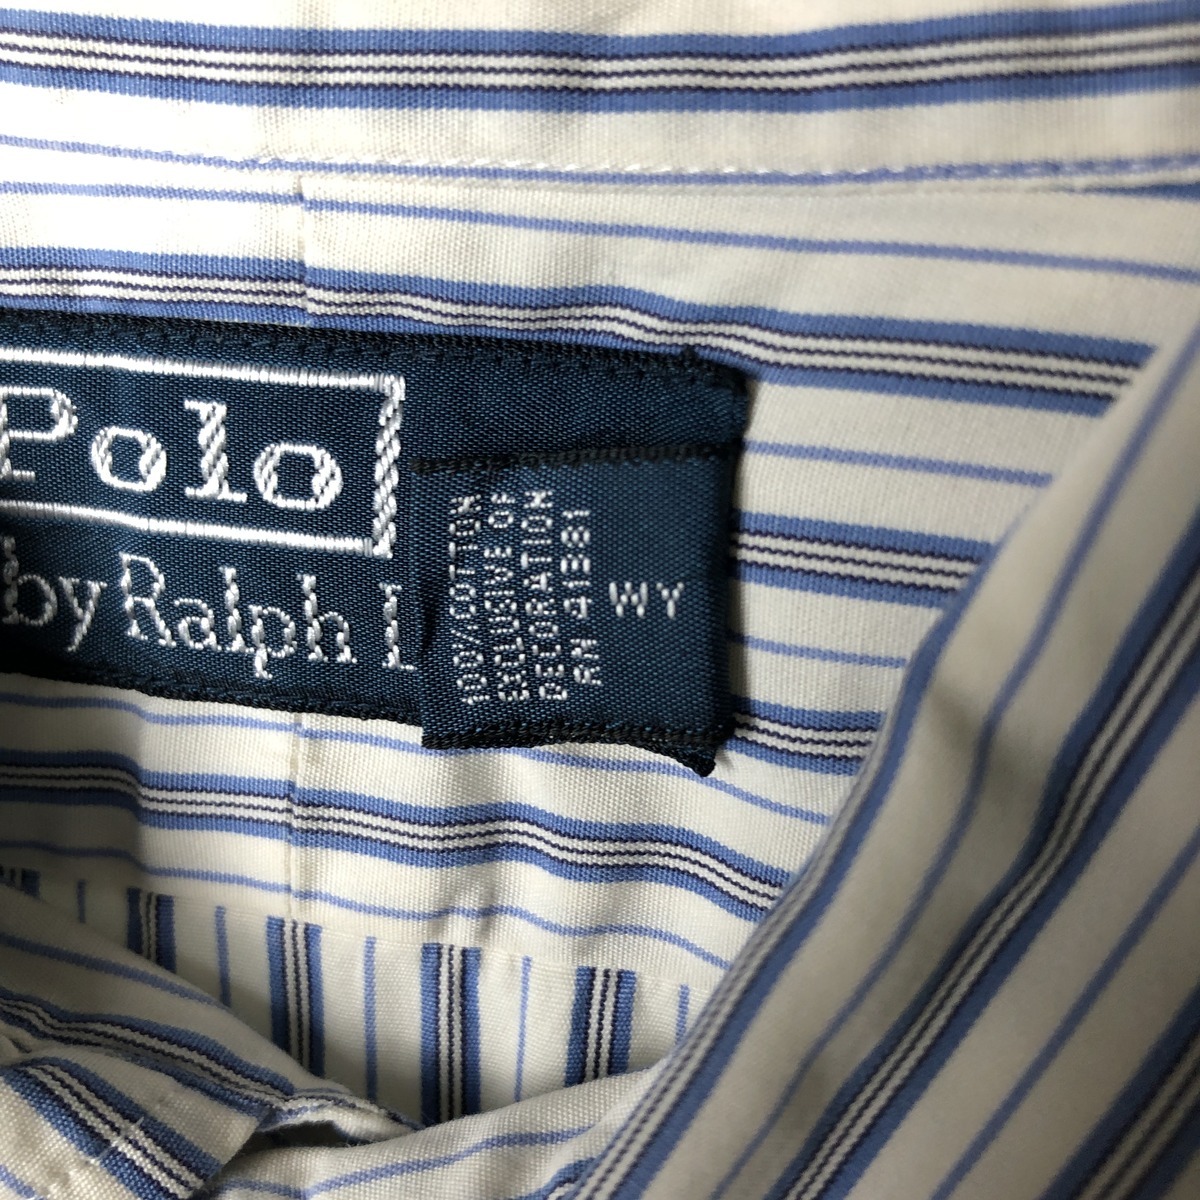 Polo
by Ralph L
100% COTTON
EXCLUSIVE OF
DECORATION
RN 41381
WY